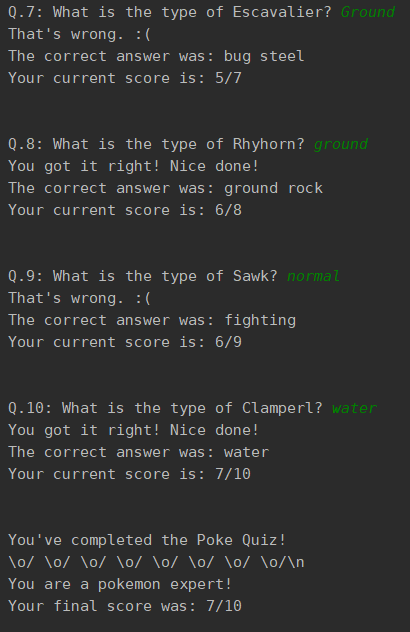 Q.7: What is the type of Escavalier? Ground
That's wrong. :(
The correct answer was: bug steel
Your current score is: 5/7
Q.8: What is the type of Rhyhorn? ground
You got it right! Nice done!
The correct answer was: ground rock
Your current score is: 6/8
Q.9: What is the type of Sawk? normal
That's wrong. :(
The correct answer was: fighting
Your current score is: 6/9
Q.10: What is the type of Clamperl? water
You got it right! Nice done!
The correct answer was: water
Your current score is: 7/10
You've completed the Poke Quiz!
\o/ \o/ \o/ \o/ \o/ \o/ \o/ \o/\n
You are a pokemon expert!
Your final score was: 7/10